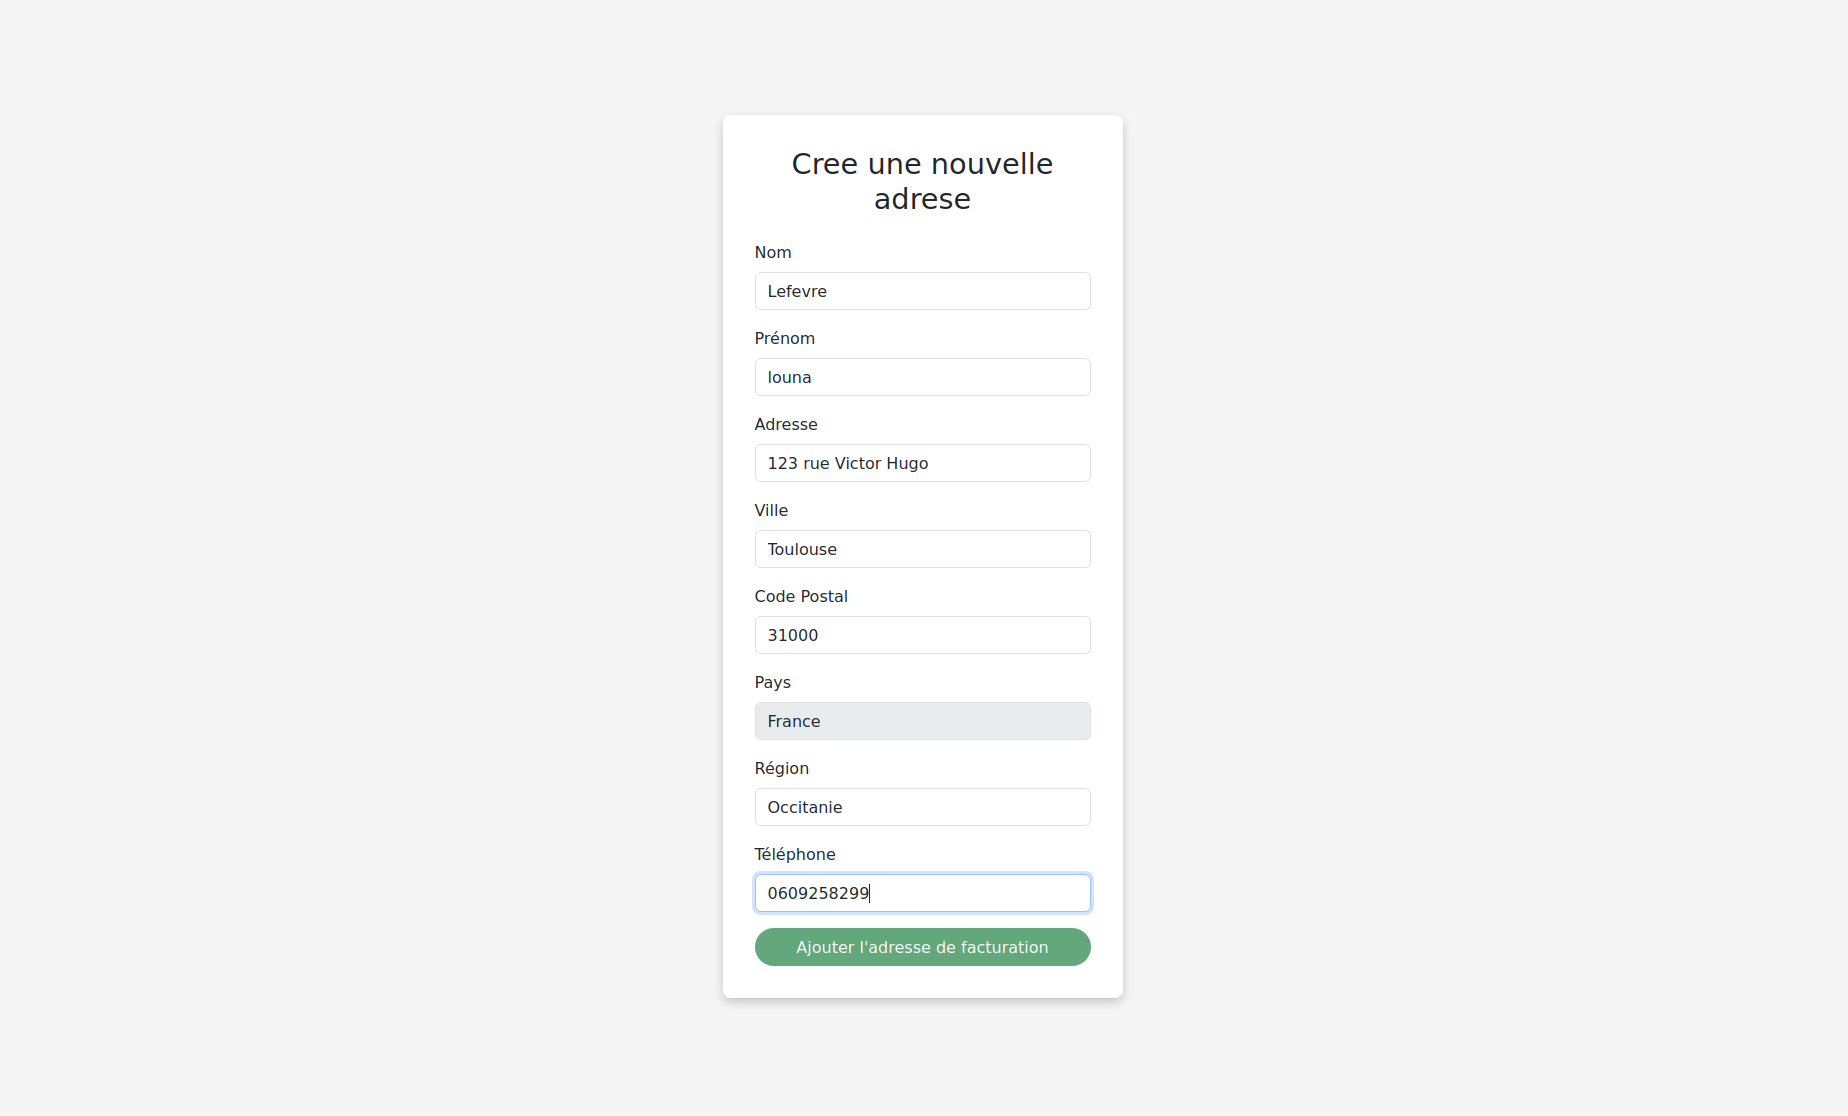 Cree une nouvelle
adrese
Nom
Lefevre
Prénom
louna
Adresse
123 rue Victor Hugo
Ville
Toulouse
Code Postal
31000
Pays
France
Région
Occitanie
Téléphone
0609258299
Ajouter l'adresse de facturation